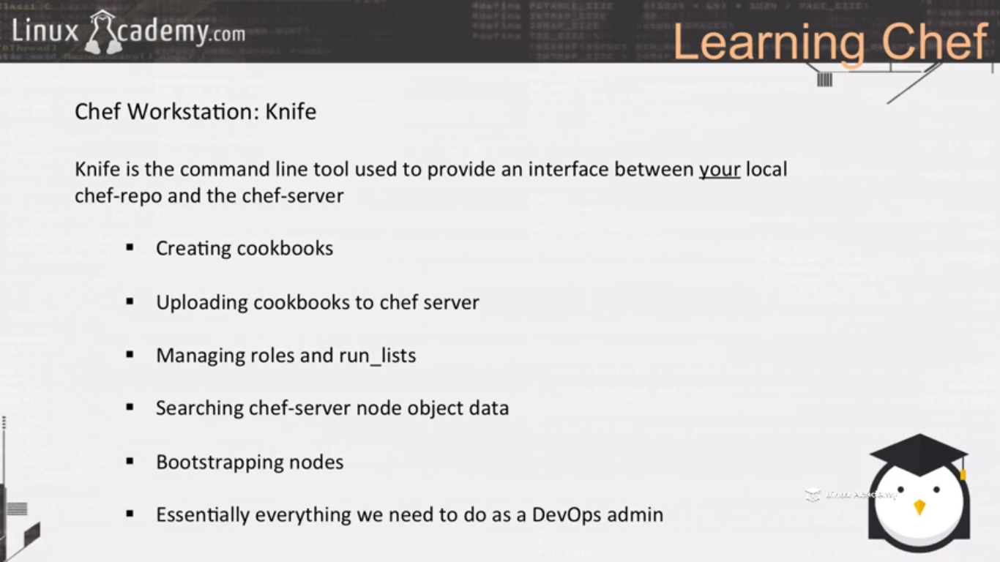 Linux Academy.com
Learning Chef
Chef Workstation: Knife
Knife is the command line tool used to provide an interface between your local
chef-repo and the chef-server
▪ Creating cookbooks
▪ Uploading cookbooks to chef server
▪ Managing roles and run_lists
▪ Searching chef-server node object data
▪ Bootstrapping nodes
▪ Essentially everything we need to do as a DevOps admin
Linux Academy